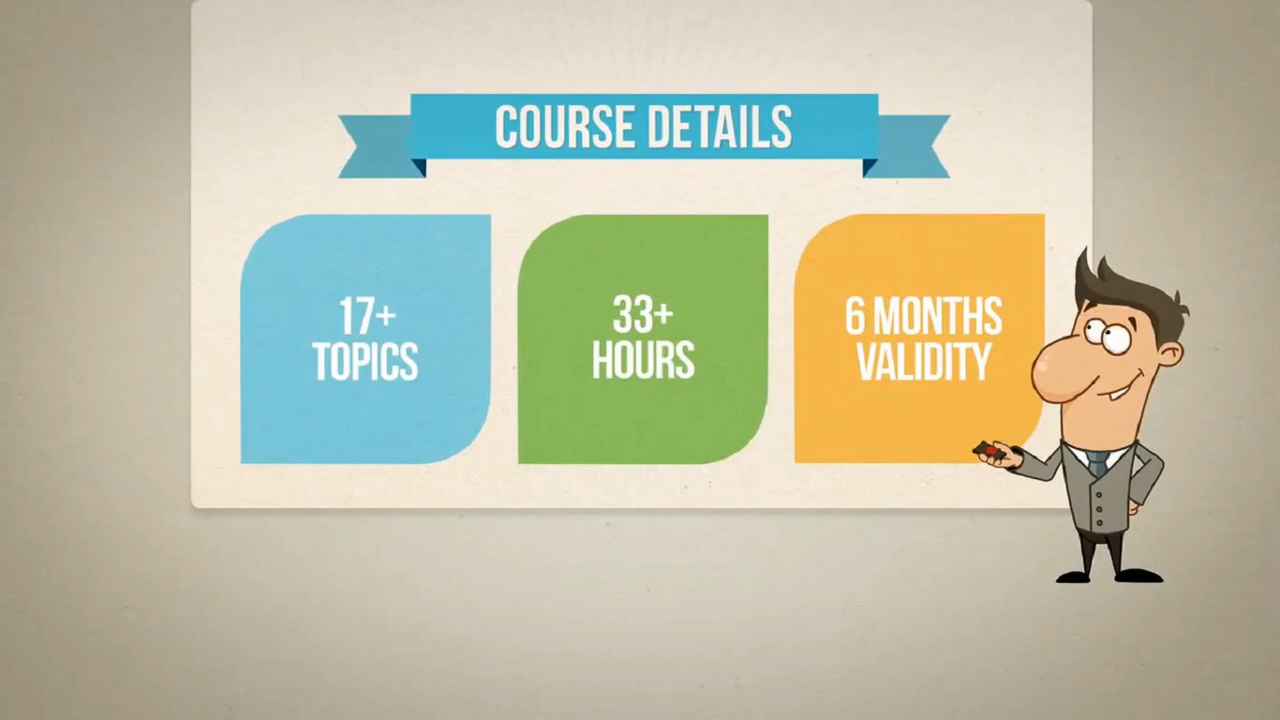 COURSE DETAILS
17+
TOPICS
33+
HOURS
6 MONTHS
VALIDITY